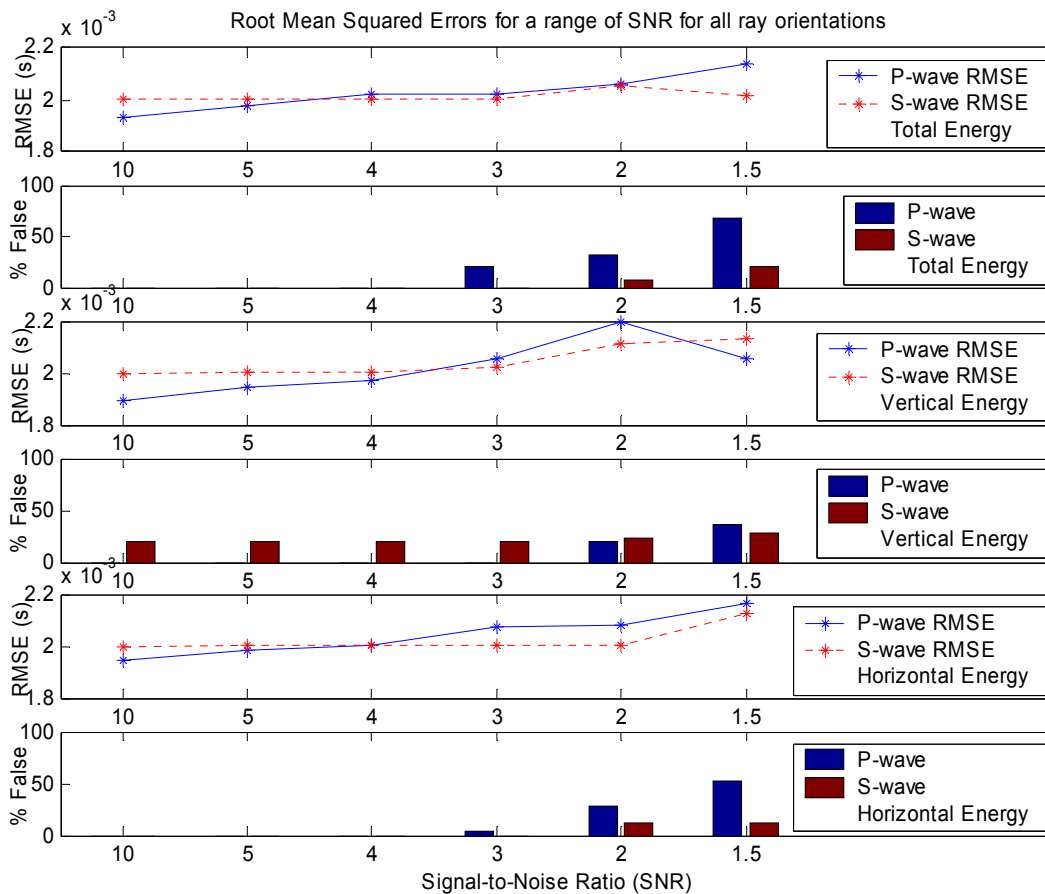 Root Mean Squared Errors for a range of SNR for all ray orientations
x 10⁻³
2.2
2
1.8
RMSE (s)
P-wave RMSE
S-wave RMSE
Total Energy
10 5 4 3 2 1.5
100
50
0
% False
P-wave
S-wave
Total Energy
10 5 4 3 2 1.5
x 10⁻³
2.2
2
1.8
RMSE (s)
P-wave RMSE
S-wave RMSE
Vertical Energy
10 5 4 3 2 1.5
100
50
0
% False
P-wave
S-wave
Vertical Energy
10 5 4 3 2 1.5
x 10⁻³
2.2
2
1.8
RMSE (s)
P-wave RMSE
S-wave RMSE
Horizontal Energy
10 5 4 3 2 1.5
100
50
0
% False
P-wave
S-wave
Horizontal Energy
10 5 4 3 2 1.5
Signal-to-Noise Ratio (SNR)